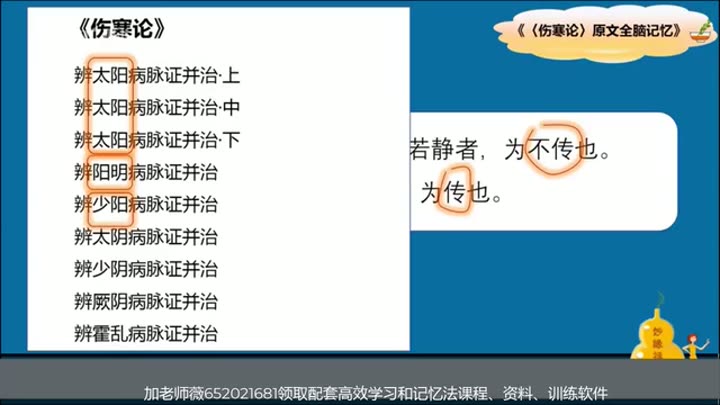 《伤寒论》
《〈伤寒论〉原文全脑记忆》
辨太阳病脉证并治·上
辨太阳病脉证并治·中
辨太阳病脉证并治·下
辨阳明病脉证并治
辨少阳病脉证并治
辨太阴病脉证并治
辨少阴病脉证并治
辨厥阴病脉证并治
辨霍乱病脉证并治
若静者，为不传也。
为传也。
加老师薇652021681领取配套高效学习和记忆法课程、资料、训练软件